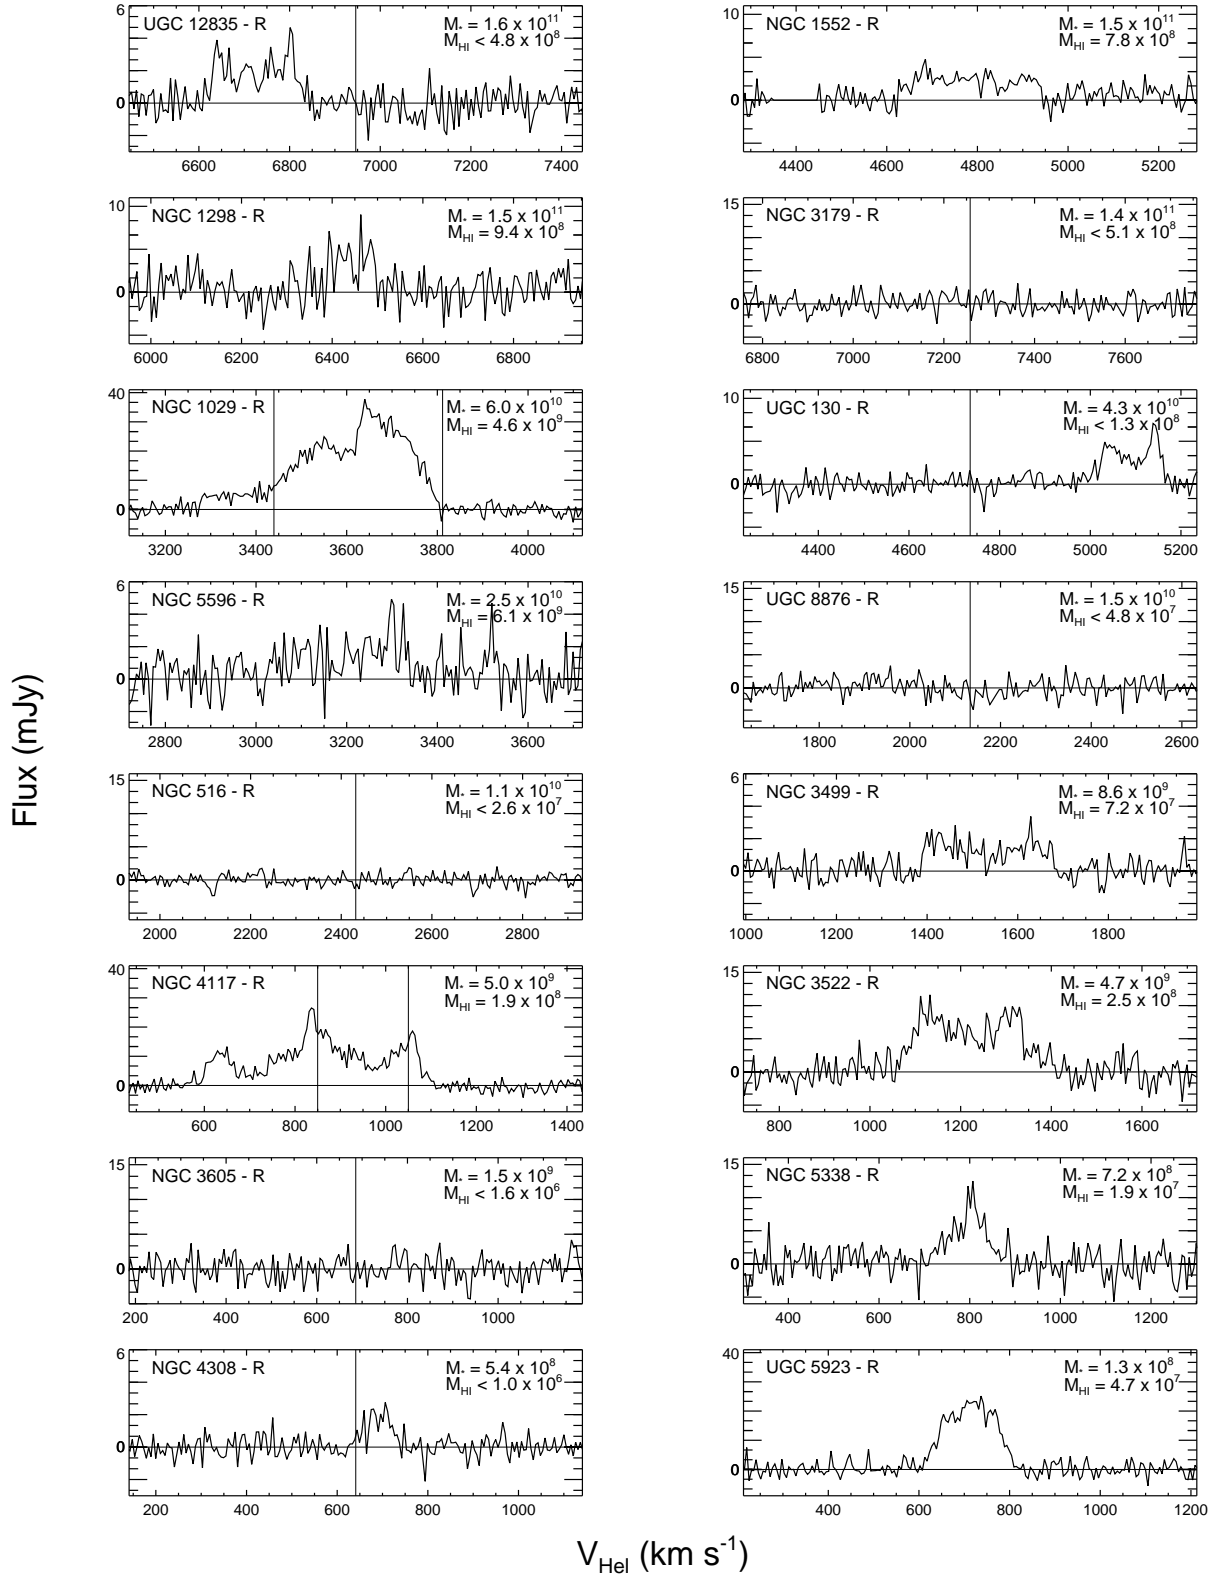 UGC 12835 - R
M* = 1.6 x 10^11
M_HI < 4.8 x 10^8
6
0
6600 6800 7000 7200 7400
NGC 1552 - R
M* = 1.5 x 10^11
M_HI = 7.8 x 10^8
10
0
4400 4600 4800 5000 5200
NGC 1298 - R
M* = 1.5 x 10^11
M_HI = 9.4 x 10^8
10
0
6000 6200 6400 6600 6800
NGC 3179 - R
M* = 1.4 x 10^11
M_HI < 5.1 x 10^8
15
0
6800 7000 7200 7400 7600
NGC 1029 - R
M* = 6.0 x 10^10
M_HI = 4.6 x 10^9
40
0
3200 3400 3600 3800 4000
UGC 130 - R
M* = 4.3 x 10^10
M_HI < 1.3 x 10^8
10
0
4400 4600 4800 5000 5200
NGC 5596 - R
M* = 2.5 x 10^10
M_HI = 6.1 x 10^9
6
0
2800 3000 3200 3400 3600
UGC 8876 - R
M* = 1.5 x 10^10
M_HI < 4.8 x 10^7
15
0
1800 2000 2200 2400 2600
NGC 516 - R
M* = 1.1 x 10^10
M_HI < 2.6 x 10^7
15
0
2000 2200 2400 2600 2800
NGC 3499 - R
M* = 8.6 x 10^9
M_HI = 7.2 x 10^7
6
0
1000 1200 1400 1600 1800
NGC 4117 - R
M* = 5.0 x 10^9
M_HI = 1.9 x 10^8
40
0
600 800 1000 1200 1400
NGC 3522 - R
M* = 4.7 x 10^9
M_HI = 2.5 x 10^8
15
0
800 1000 1200 1400 1600
NGC 3605 - R
M* = 1.5 x 10^9
M_HI < 1.6 x 10^6
15
0
200 400 600 800 1000
NGC 5338 - R
M* = 7.2 x 10^8
M_HI = 1.9 x 10^7
15
0
400 600 800 1000 1200
NGC 4308 - R
M* = 5.4 x 10^8
M_HI < 1.0 x 10^6
6
0
200 400 600 800 1000
UGC 5923 - R
M* = 1.3 x 10^8
M_HI = 4.7 x 10^7
40
0
400 600 800 1000 1200
Flux (mJy)
V_Hel (km s^-1)